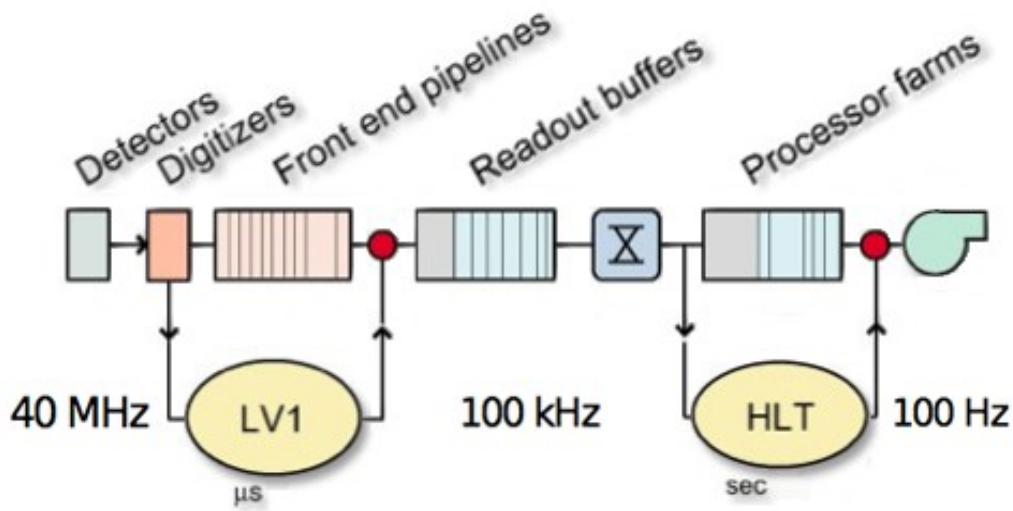 Detectors
Digitizers
Front end pipelines
Readout buffers
Processor farms
40 MHz
LV1
μs
100 kHz
HLT
sec
100 Hz